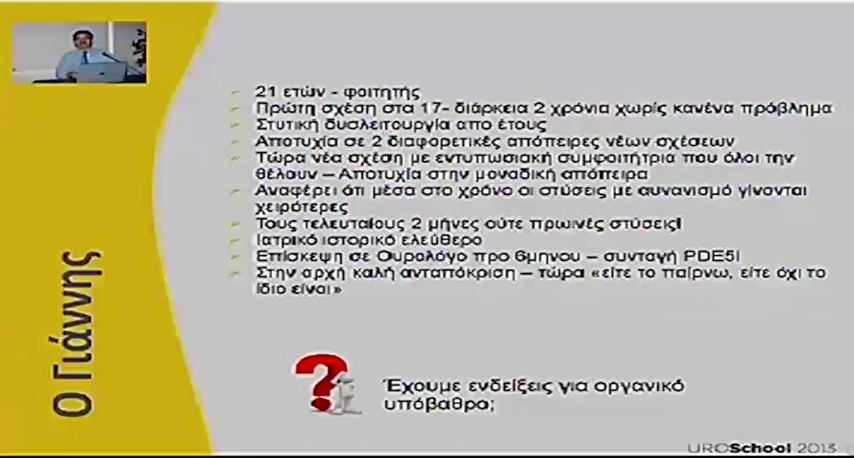 Ο Γιάννης
21 ετών - φοιτητής
Πρώτη σχέση στα 17- διάρκεια 2 χρόνια χωρίς κανένα πρόβλημα
Στυτική δυσλειτουργία απο έτους
Αποτυχία σε 2 διαφορετικές απόπειρες νέων σχέσεων
Τώρα νέα σχέση με εντυπωσιακή συμφοιτήτρια που όλοι την
θέλουν – Αποτυχία στην μοναδική απόπειρα
Αναφέρει ότι μέσα στο χρόνο οι στύσεις με αυνανισμό γίνονται
χειρότερες
Τους τελευταίους 2 μήνες ούτε πρωινές στύσεις!
Ιατρικό ιστορικό ελεύθερο
Επίσκεψη σε Ουρολόγο προ 6μηνου – συνταγή PDE5i
Στην αρχή καλή ανταπόκριση – τώρα «είτε το παίρνω, είτε όχι το
ίδιο είναι»
Έχουμε ενδείξεις για οργανικό
υπόβαθρο;
UROSchool 2013